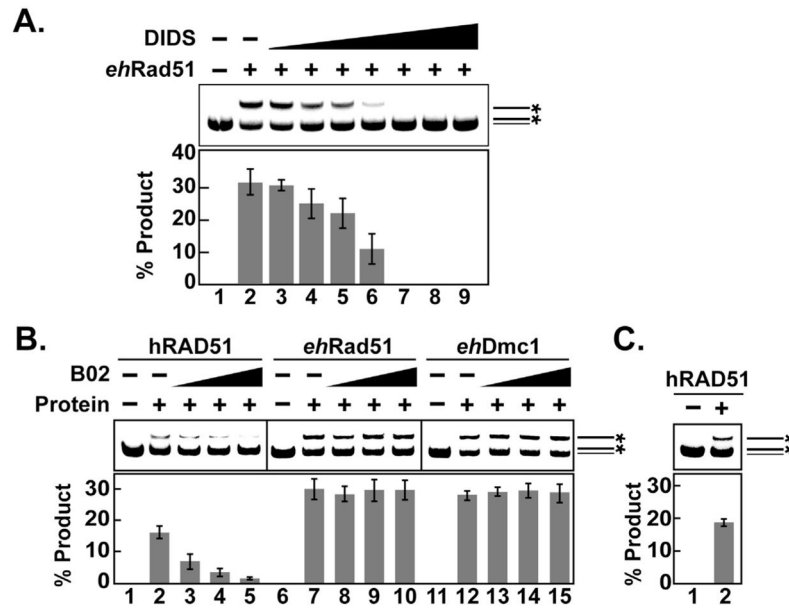 A.
DIDS – –
ehRad51 – + + + + + + + +
*
*
40
30
20
10
0
% Product
1 2 3 4 5 6 7 8 9
B.
hRAD51 ehRad51 ehDmc1
B02 – – – – – –
Protein – + + + + – + + + + – + + + +
*
*
30
20
10
0
% Product
1 2 3 4 5 6 7 8 9 10 11 12 13 14 15
C.
hRAD51
– +
*
*
30
20
10
0
% Product
1 2